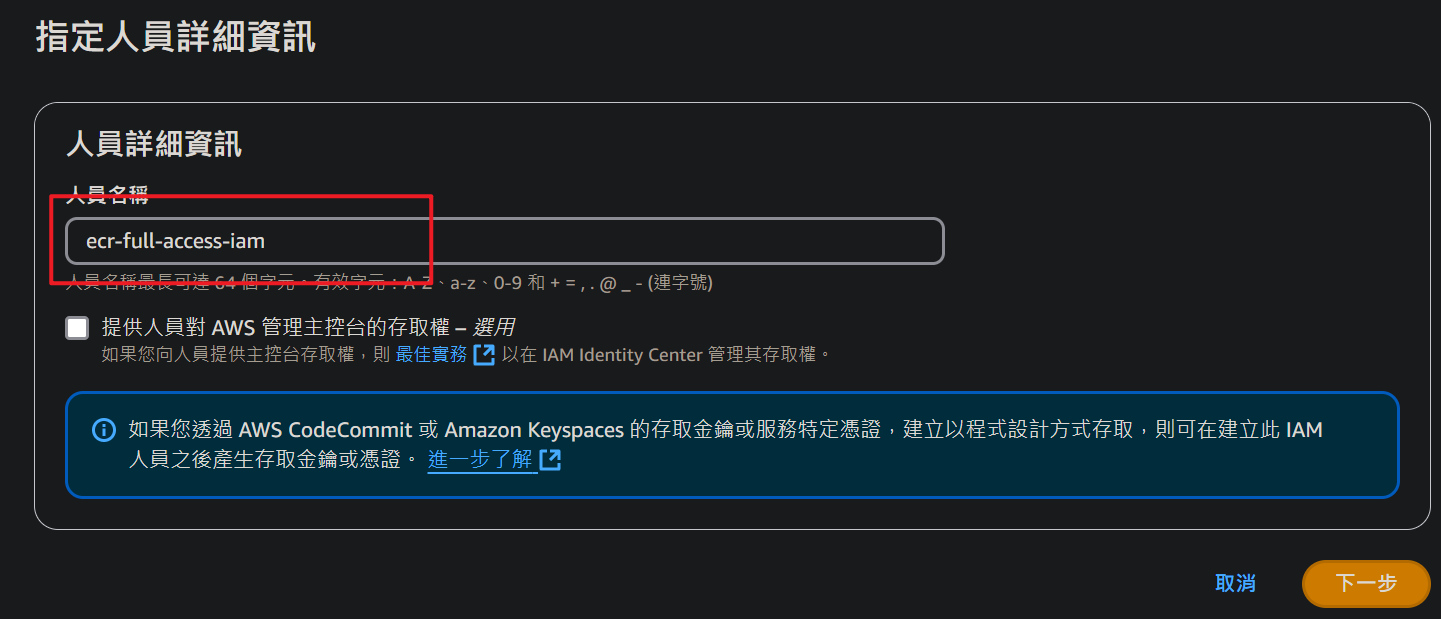 指定人員詳細資訊
人員詳細資訊
人員名稱
ecr-full-access-iam
人員名稱最長可達 64 個字元。有效字元：A-Z、a-z、0-9 和 + = , . @ _ - (連字號)
提供人員對 AWS 管理主控台的存取權 – 選用
如果您向人員提供主控台存取權，則 最佳實務 以在 IAM Identity Center 管理其存取權。
如果您透過 AWS CodeCommit 或 Amazon Keyspaces 的存取金鑰或服務特定憑證，建立以程式設計方式存取，則可在建立此 IAM
人員之後產生存取金鑰或憑證。 進一步了解
取消
下一步